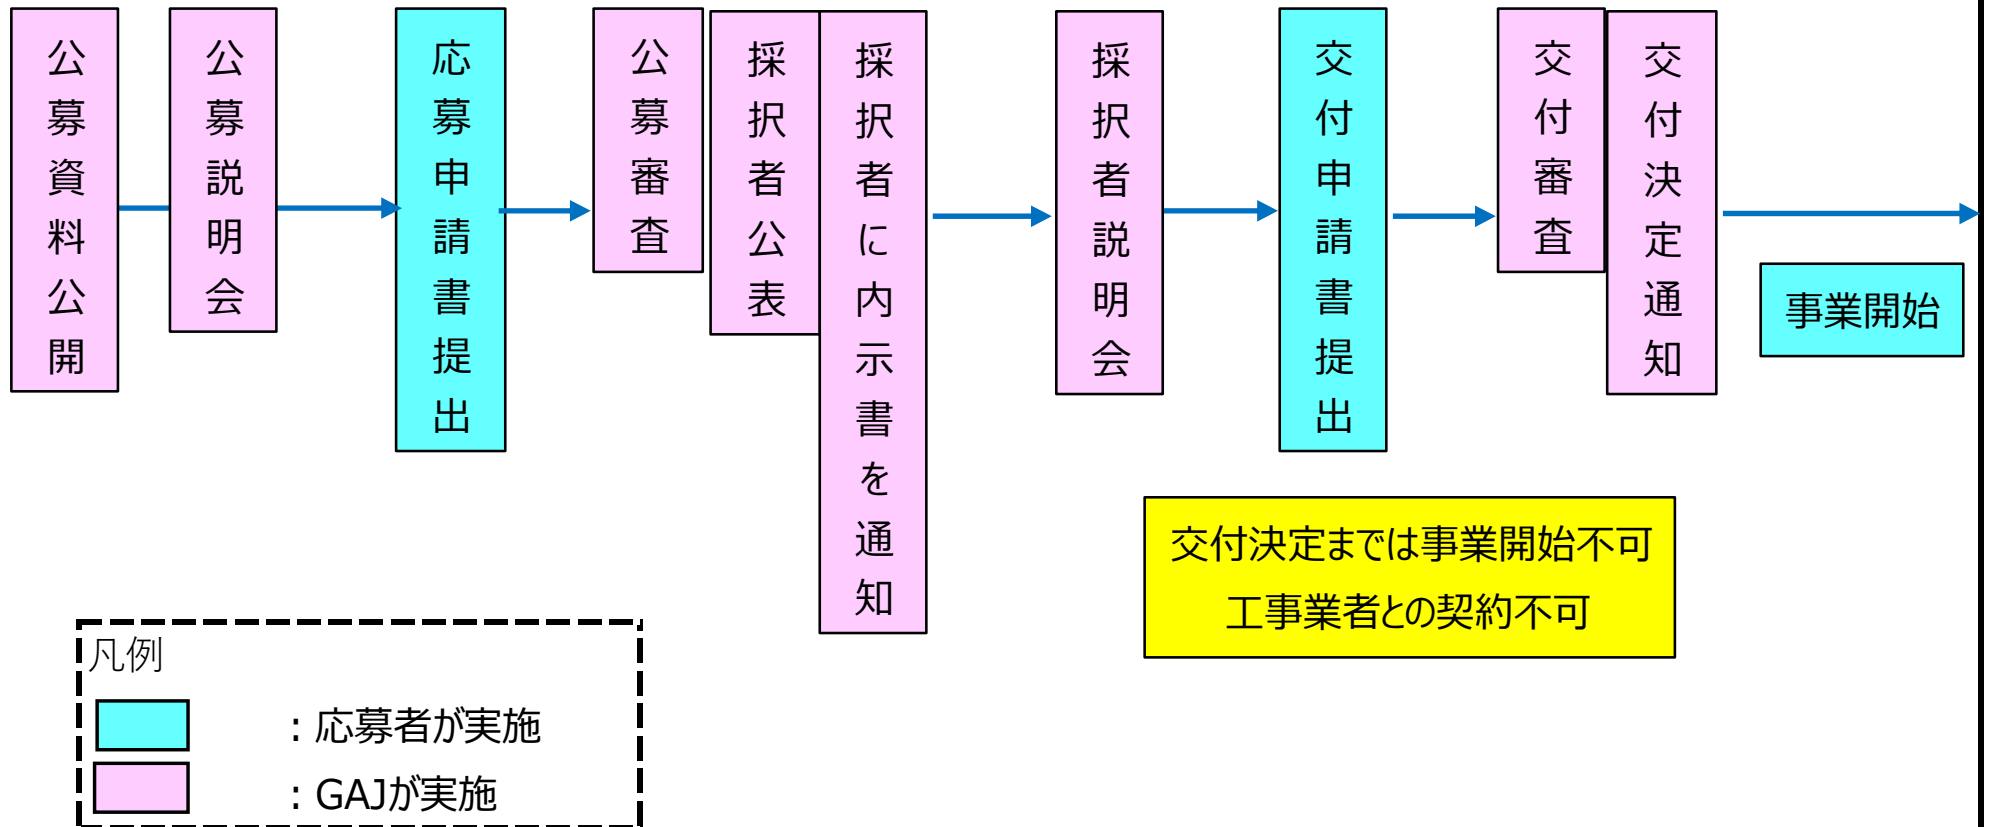 公募資料公開
公募説明会
応募申請書提出
公募審査
採択者公表
採択者に内示書を通知
採択者説明会
交付申請書提出
交付審査
交付決定通知
事業開始
交付決定までは事業開始不可
工事業者との契約不可
凡例
：応募者が実施
：GAJが実施